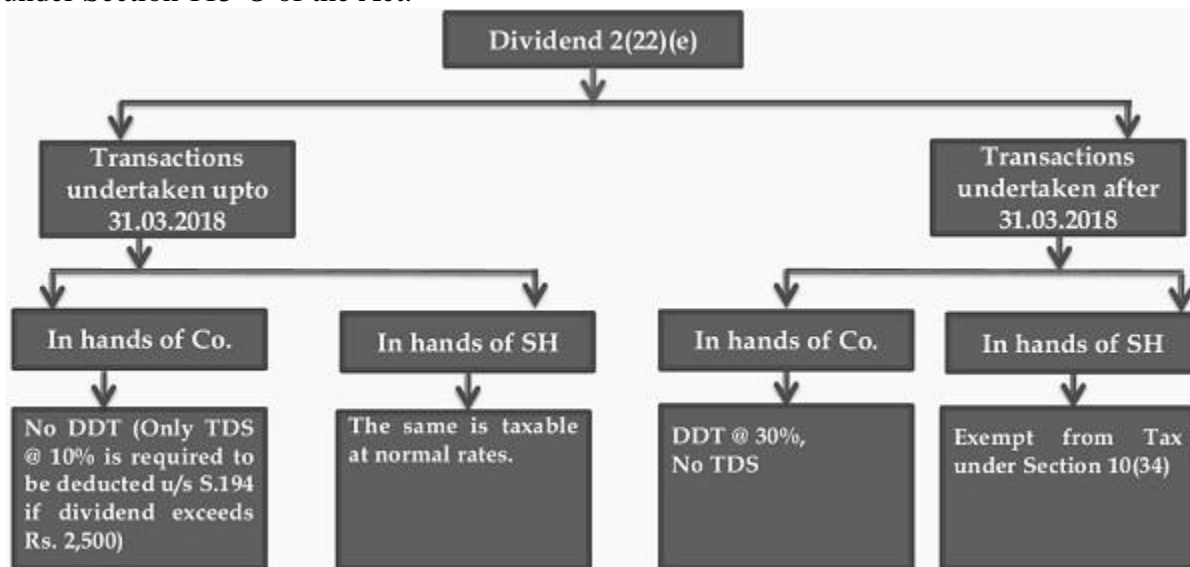 under Section 115-O of the Act.
Dividend 2(22)(e)
Transactions
undertaken upto
31.03.2018
Transactions
undertaken after
31.03.2018
In hands of Co.
In hands of SH
In hands of Co.
In hands of SH
No DDT (Only TDS
@ 10% is required to
be deducted u/s S.194
if dividend exceeds
Rs. 2,500)
The same is taxable
at normal rates.
DDT @ 30%,
No TDS
Exempt from Tax
under Section 10(34)